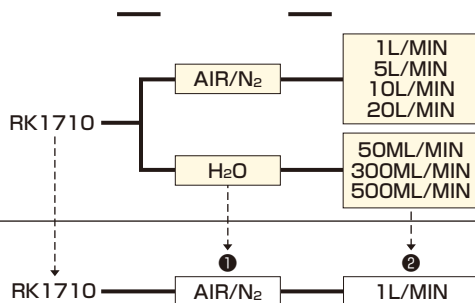 1L/MIN
5L/MIN
AIR/N₂
10L/MIN
20L/MIN
RK1710
50ML/MIN
H₂O
300ML/MIN
500ML/MIN
❶ ❷
RK1710 AIR/N₂ 1L/MIN